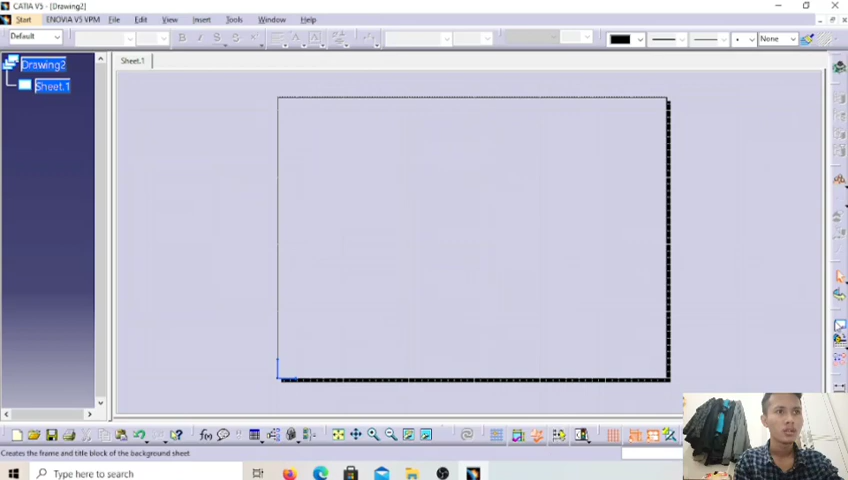 CATIA V5 - [Drawing2]
Start ENOVIA V5 VPM File Edit View Insert Tools Window Help
Default B I S S X None
Drawing2
Sheet.1
Sheet.1
f(x)
Creates the frame and title block of the background sheet
Type here to search